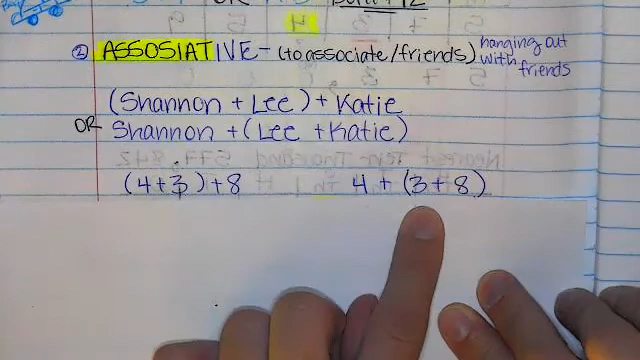 ② ASSOSIATIVE - (to associate/friends) hanging out with friends
(Shannon + Lee) + Katie
OR Shannon + (Lee + Katie)
(4+3)+8 4 + (3 + 8)